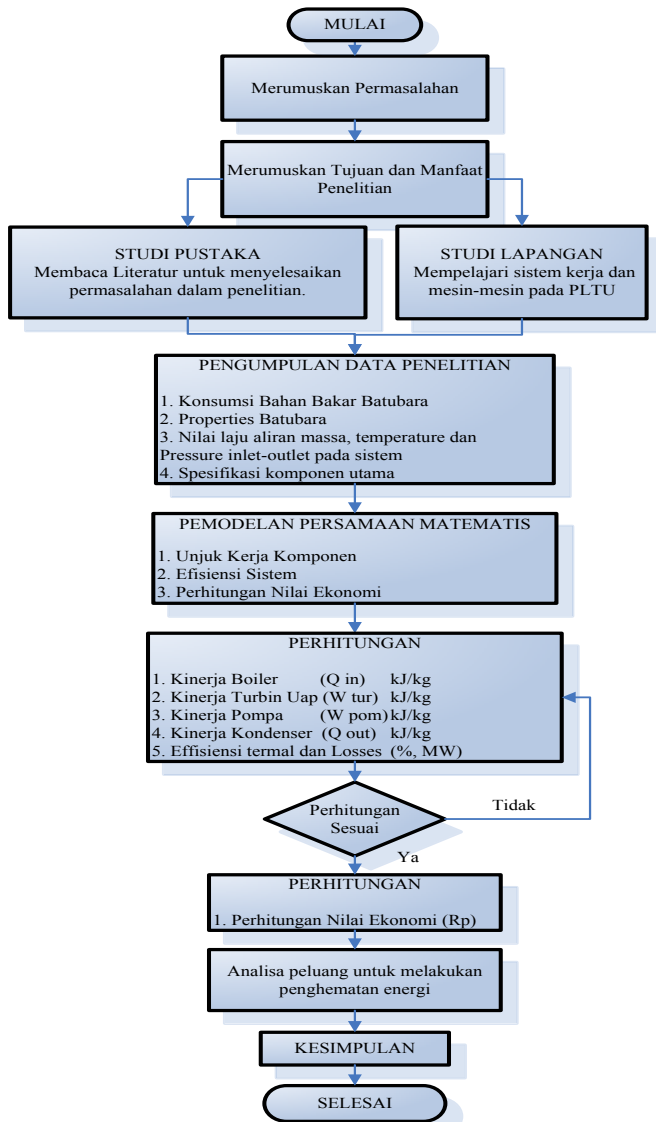 MULAI
Merumuskan Permasalahan
Merumuskan Tujuan dan Manfaat
Penelitian
STUDI PUSTAKA
Membaca Literatur untuk menyelesaikan
permasalahan dalam penelitian.
STUDI LAPANGAN
Mempelajari sistem kerja dan
mesin-mesin pada PLTU
PENGUMPULAN DATA PENELITIAN
1. Konsumsi Bahan Bakar Batubara
2. Properties Batubara
3. Nilai laju aliran massa, temperature dan
Pressure inlet-outlet pada sistem
4. Spesifikasi komponen utama
PEMODELAN PERSAMAAN MATEMATIS
1. Unjuk Kerja Komponen
2. Efisiensi Sistem
3. Perhitungan Nilai Ekonomi
PERHITUNGAN
1. Kinerja Boiler (Q in) kJ/kg
2. Kinerja Turbin Uap (W tur) kJ/kg
3. Kinerja Pompa (W pom) kJ/kg
4. Kinerja Kondenser (Q out) kJ/kg
5. Effisiensi termal dan Losses (%, MW)
Perhitungan
Sesuai
Tidak
Ya
PERHITUNGAN
1. Perhitungan Nilai Ekonomi (Rp)
Analisa peluang untuk melakukan
penghematan energi
KESIMPULAN
SELESAI